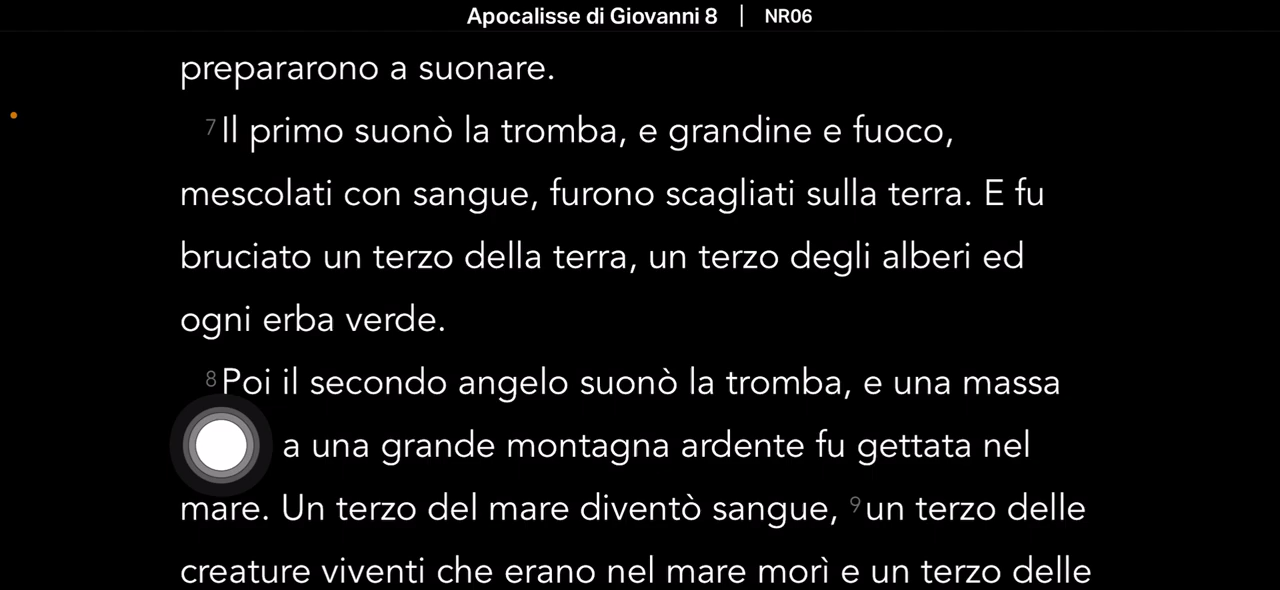 Apocalisse di Giovanni 8 | NR06
prepararono a suonare.
7 Il primo suonò la tromba, e grandine e fuoco,
mescolati con sangue, furono scagliati sulla terra. E fu
bruciato un terzo della terra, un terzo degli alberi ed
ogni erba verde.
8 Poi il secondo angelo suonò la tromba, e una massa
a una grande montagna ardente fu gettata nel
mare. Un terzo del mare diventò sangue, 9 un terzo delle
creature viventi che erano nel mare morì e un terzo delle